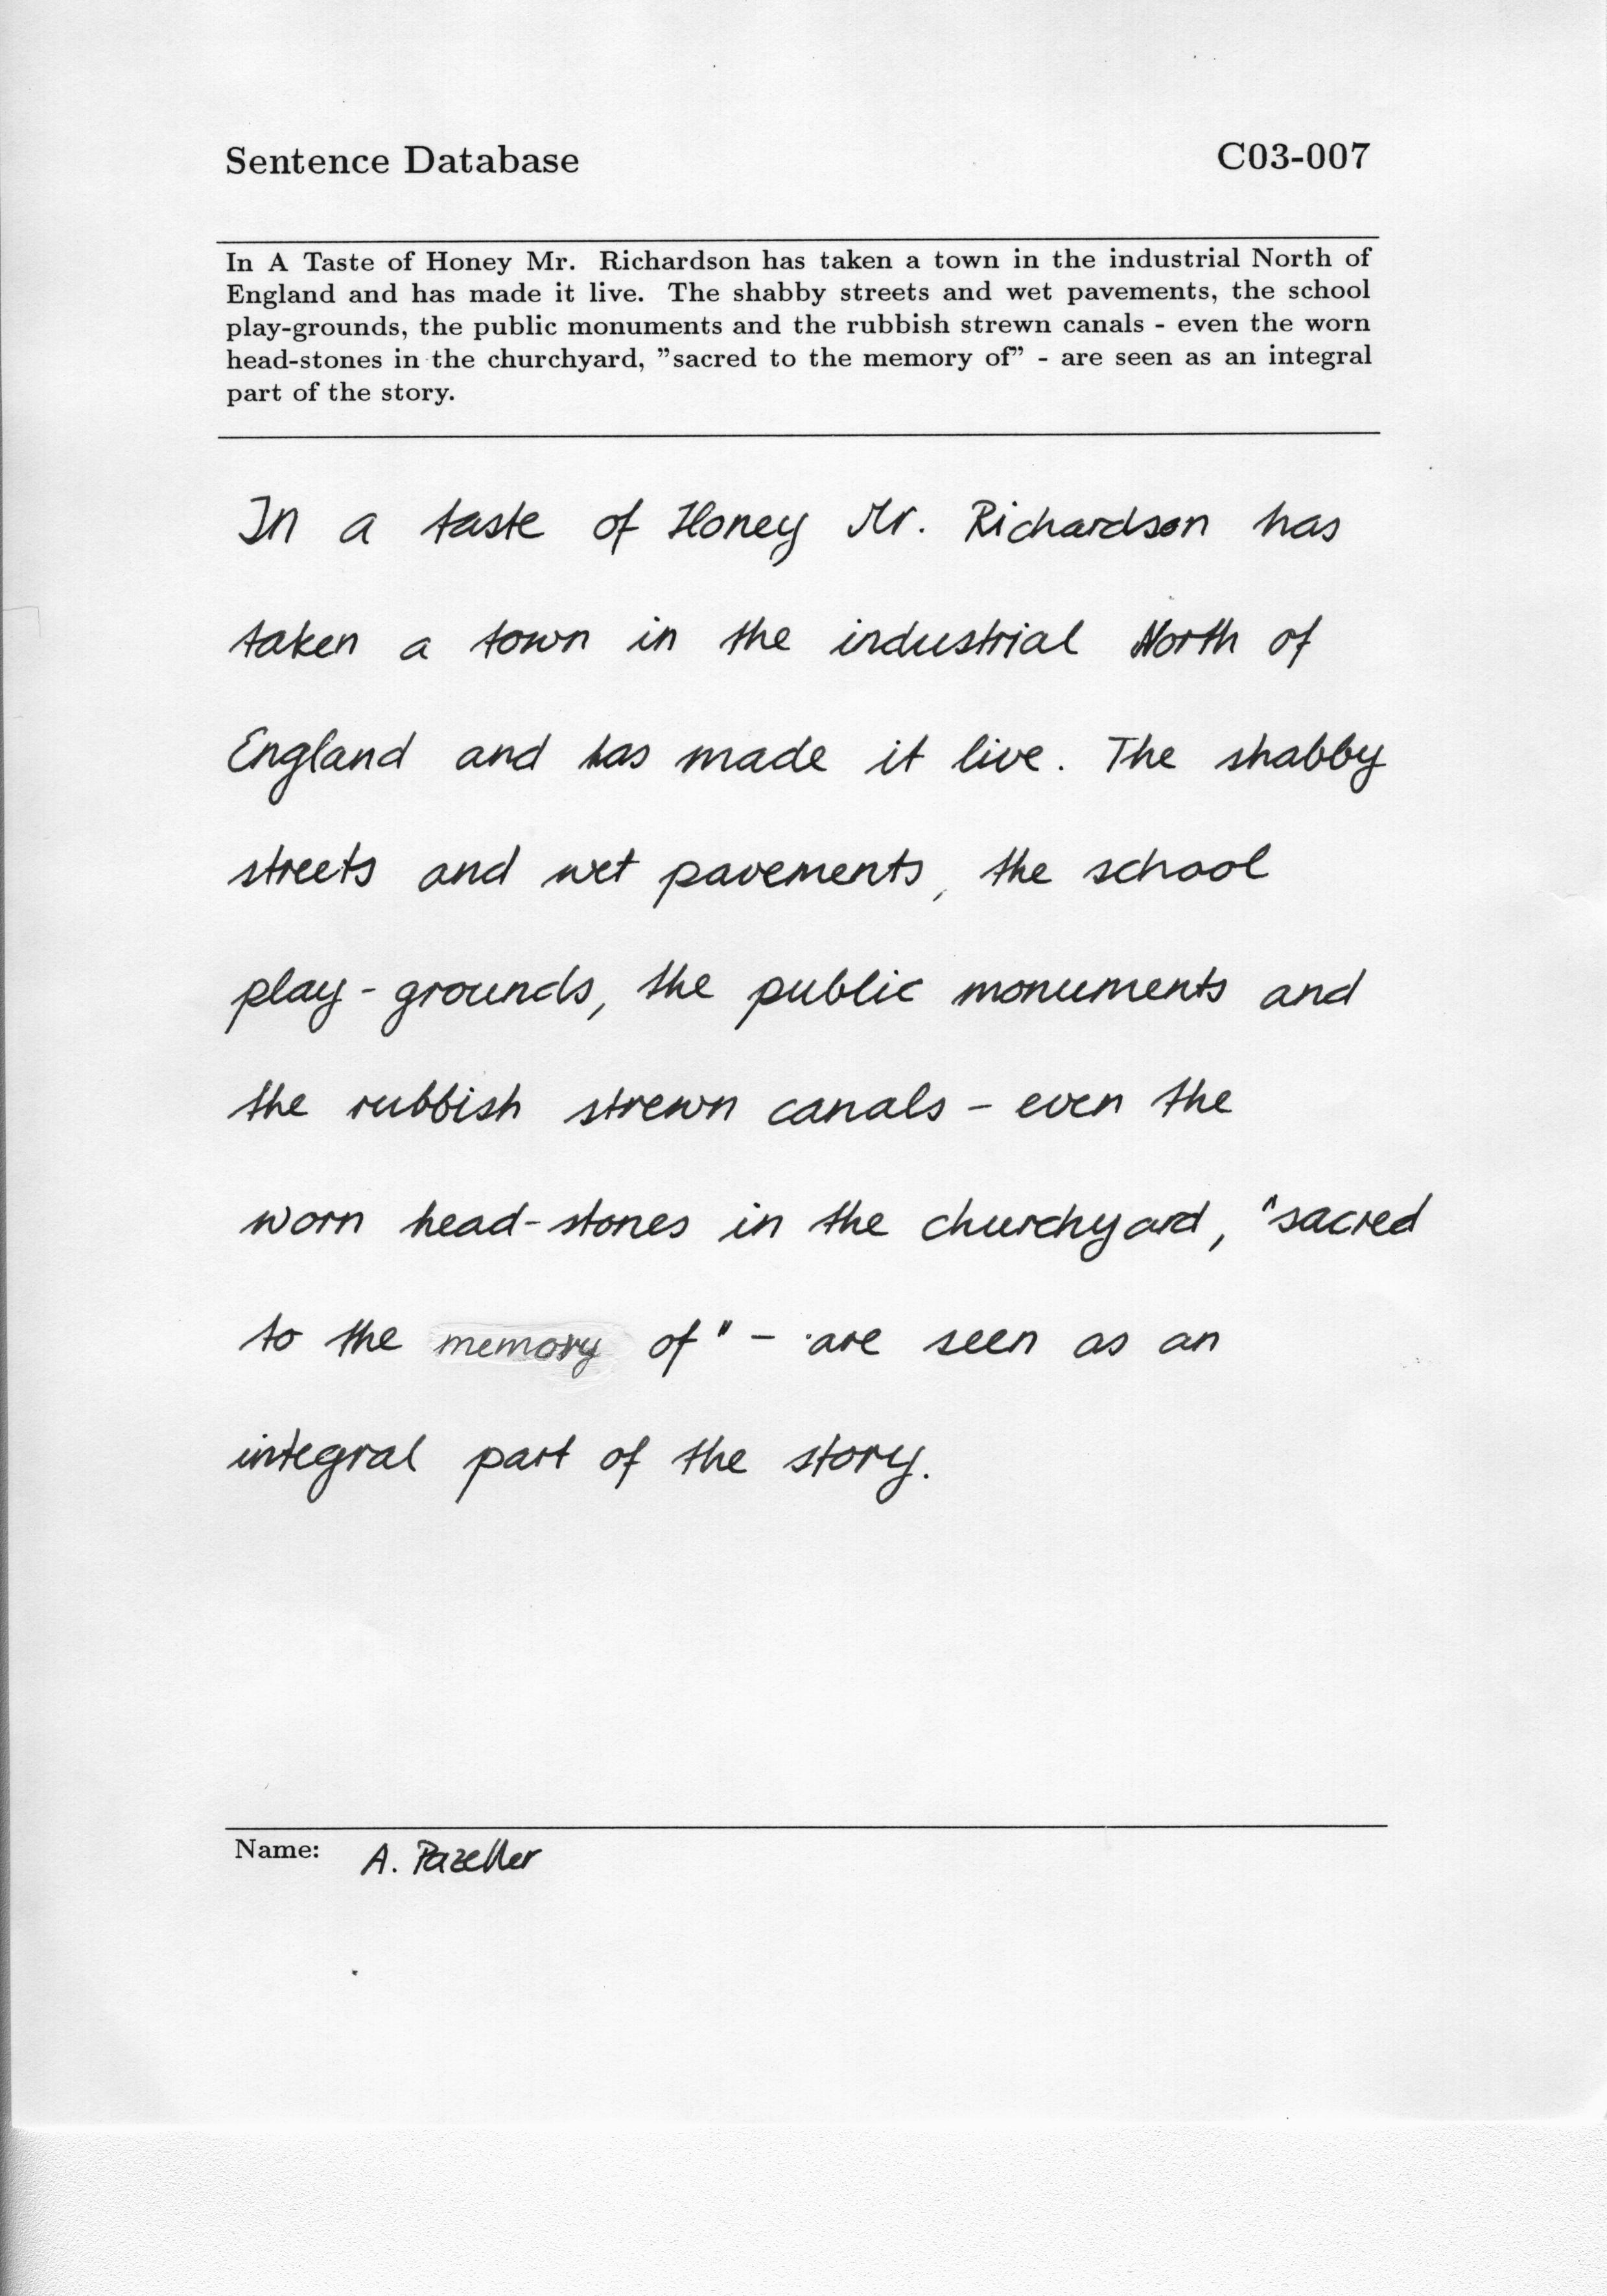 Sentence Database C03-007
In A Taste of Honey Mr. Richardson has taken a town in the industrial North of
England and has made it live. The shabby streets and wet pavements, the school
play-grounds, the public monuments and the rubbish strewn canals - even the worn
head-stones in the churchyard, "sacred to the memory of" - are seen as an integral
part of the story.
In a taste of Honey Mr. Richardson has
taken a town in the industrial North of
England and has made it live. The shabby
streets and wet pavements, the school
play-grounds, the public monuments and
the rubbish strewn canals - even the
worn head-stones in the churchyard, "sacred
to the memory of" - are seen as an
integral part of the story.
Name: A. Pazeller